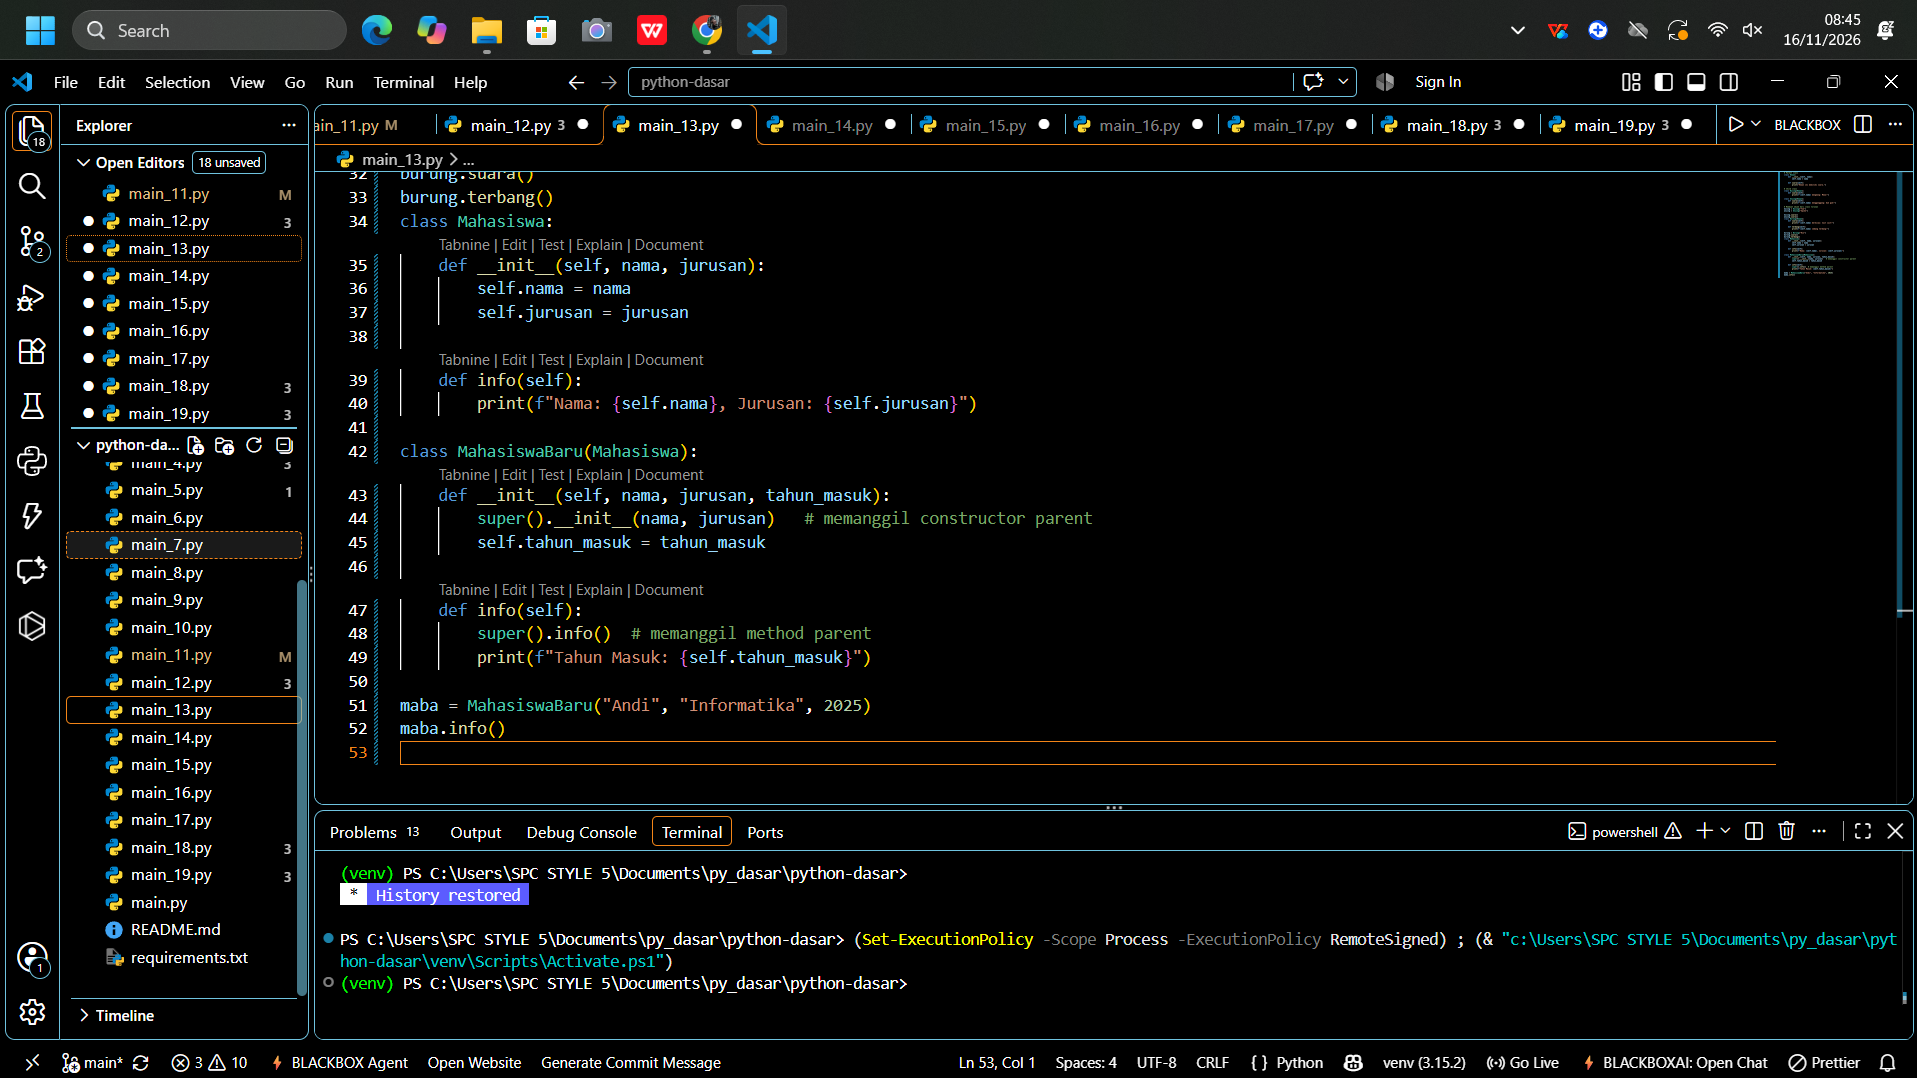 Search
08:45
16/11/2026
File Edit Selection View Go Run Terminal Help
python-dasar
Sign In
Explorer
Open Editors 18 unsaved
main_11.py M
main_12.py 3
main_13.py
main_14.py
main_15.py
main_16.py
main_17.py
main_18.py 3
main_19.py 3
python-da...
main_4.py 3
main_5.py 1
main_6.py
main_7.py
main_8.py
main_9.py
main_10.py
main_11.py M
main_12.py 3
main_13.py
main_14.py
main_15.py
main_16.py
main_17.py
main_18.py 3
main_19.py 3
main.py
README.md
requirements.txt
Timeline
18
2
1
ain_11.py M main_12.py 3 main_13.py main_14.py main_15.py main_16.py main_17.py main_18.py 3 main_19.py 3 BLACKBOX
main_13.py > ...
32 burung.suara()
33 burung.terbang()
34 class Mahasiswa:
Tabnine | Edit | Test | Explain | Document
35 def __init__(self, nama, jurusan):
36 self.nama = nama
37 self.jurusan = jurusan
38
Tabnine | Edit | Test | Explain | Document
39 def info(self):
40 print(f"Nama: {self.nama}, Jurusan: {self.jurusan}")
41
42 class MahasiswaBaru(Mahasiswa):
Tabnine | Edit | Test | Explain | Document
43 def __init__(self, nama, jurusan, tahun_masuk):
44 super().__init__(nama, jurusan) # memanggil constructor parent
45 self.tahun_masuk = tahun_masuk
46
Tabnine | Edit | Test | Explain | Document
47 def info(self):
48 super().info() # memanggil method parent
49 print(f"Tahun Masuk: {self.tahun_masuk}")
50
51 maba = MahasiswaBaru("Andi", "Informatika", 2025)
52 maba.info()
53
Problems 13 Output Debug Console Terminal Ports
powershell
(venv) PS C:\Users\SPC STYLE 5\Documents\py_dasar\python-dasar>
* History restored
PS C:\Users\SPC STYLE 5\Documents\py_dasar\python-dasar> (Set-ExecutionPolicy -Scope Process -ExecutionPolicy RemoteSigned) ; (& "c:\Users\SPC STYLE 5\Documents\py_dasar\pyt
hon-dasar\venv\Scripts\Activate.ps1")
(venv) PS C:\Users\SPC STYLE 5\Documents\py_dasar\python-dasar>
main* 3 10 BLACKBOX Agent Open Website Generate Commit Message Ln 53, Col 1 Spaces: 4 UTF-8 CRLF { } Python venv (3.15.2) Go Live BLACKBOXAI: Open Chat Prettier